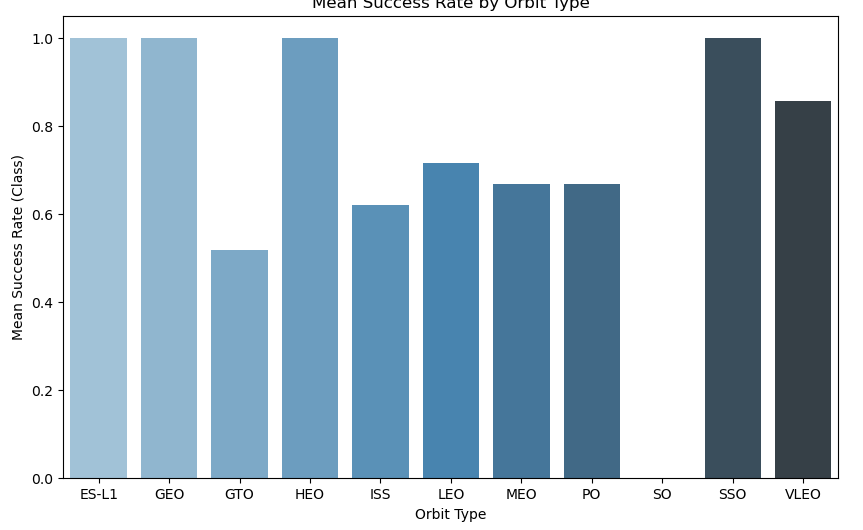 Mean Success Rate by Orbit Type
1.0
0.8
0.6
0.4
0.2
0.0
Mean Success Rate (Class)
ES-L1 GEO GTO HEO ISS LEO MEO PO SO SSO VLEO
Orbit Type